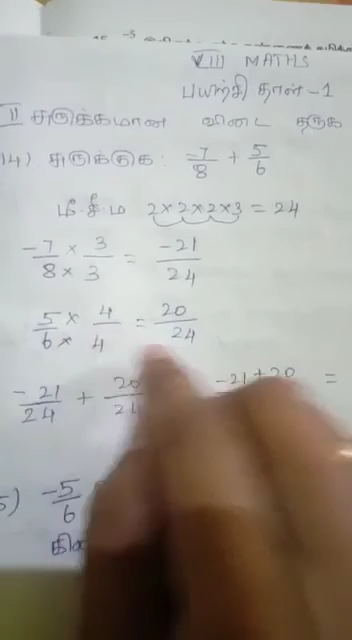 VIII MATHS
பயிற்சி தாள் -1
II சுருக்கமான விடை தருக
14) சுருக்குக: -7/8 + 5/6
மீ.சி.ம 2×2×2×3 = 24
-7/8 × 3/3 = -21/24
5/6 × 4/4 = 20/24
-21/24 + 20/24 -21+20 =
5) -5/6